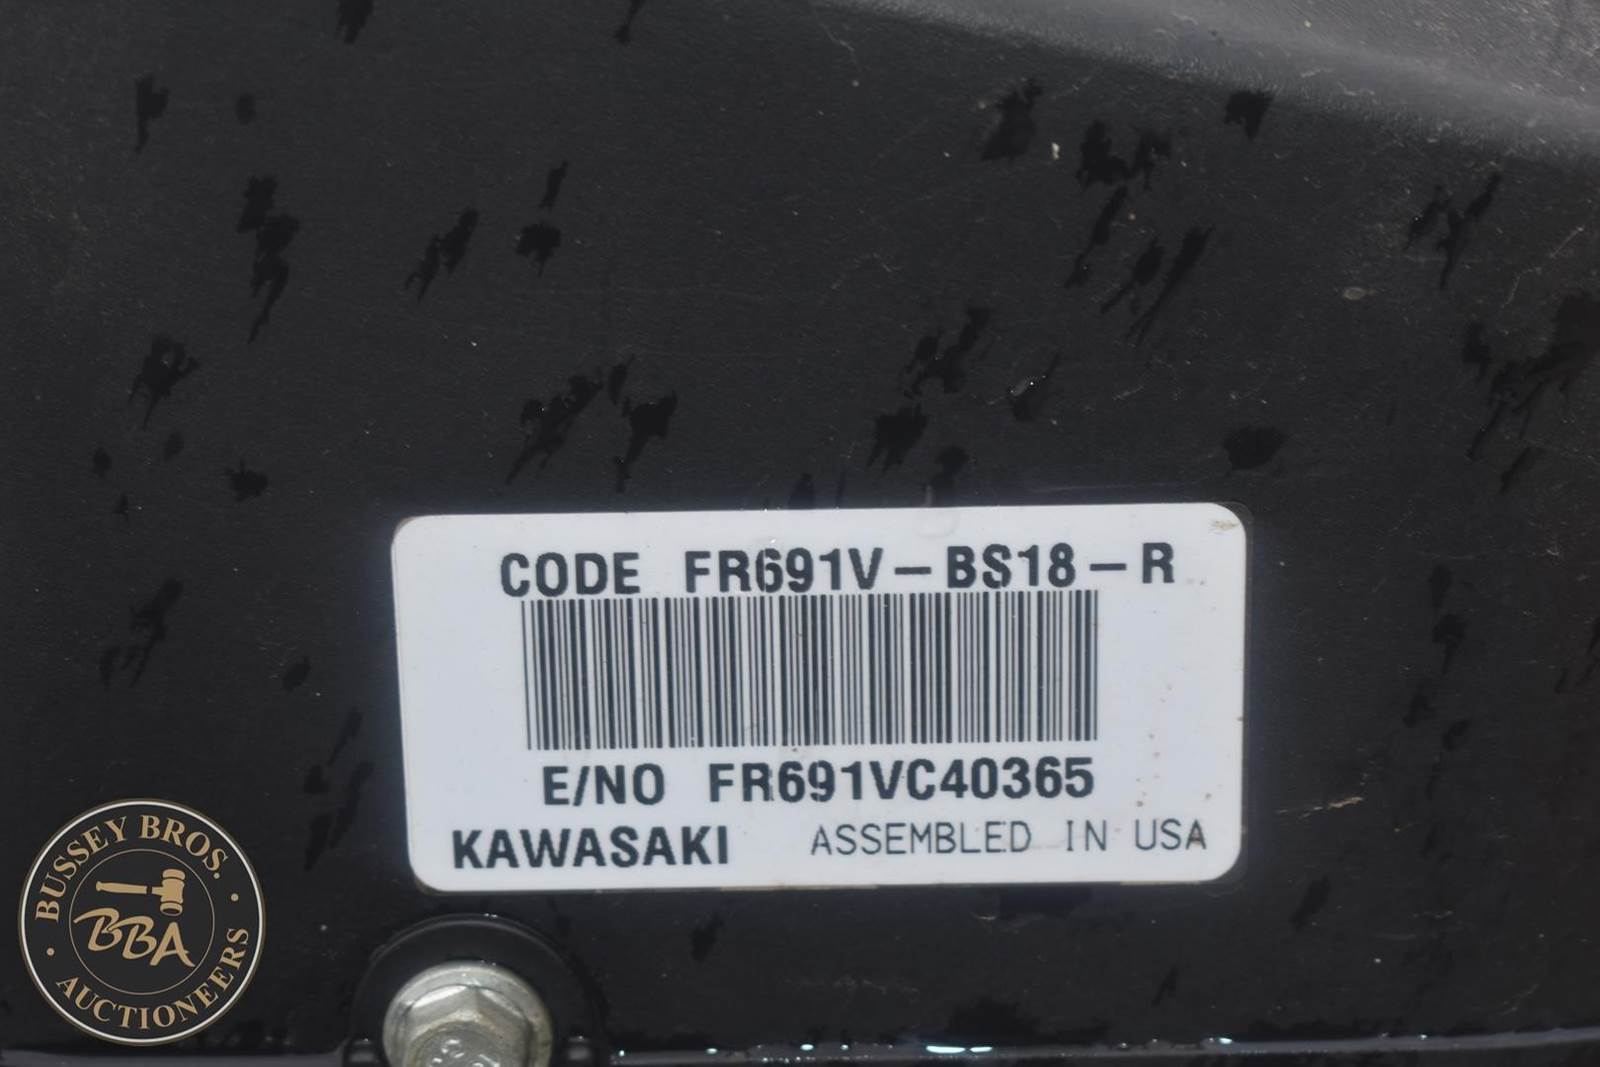 CODE FR691V-BS18-R
E/NO FR691VC40365
KAWASAKI ASSEMBLED IN USA
BUSSEY BROS.
BBA
AUCTIONEERS